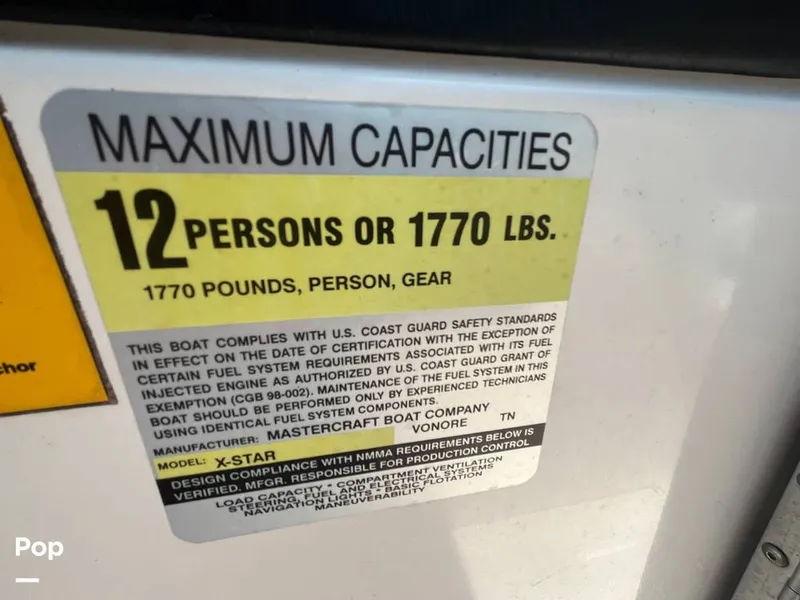 MAXIMUM CAPACITIES
12 PERSONS OR 1770 LBS.
1770 POUNDS, PERSON, GEAR
THIS BOAT COMPLIES WITH U.S. COAST GUARD SAFETY STANDARDS
IN EFFECT ON THE DATE OF CERTIFICATION WITH THE EXCEPTION OF
CERTAIN FUEL SYSTEM REQUIREMENTS ASSOCIATED WITH ITS FUEL
INJECTED ENGINE AS AUTHORIZED BY U.S. COAST GUARD GRANT OF
EXEMPTION (CGB 98-002). MAINTENANCE OF THE FUEL SYSTEM IN THIS
BOAT SHOULD BE PERFORMED ONLY BY EXPERIENCED TECHNICIANS
USING IDENTICAL FUEL SYSTEM COMPONENTS.
MANUFACTURER: MASTERCRAFT BOAT COMPANY
VONORE TN
MODEL: X-STAR
DESIGN COMPLIANCE WITH NMMA REQUIREMENTS BELOW IS
VERIFIED. MFGR. RESPONSIBLE FOR PRODUCTION CONTROL
LOAD CAPACITY • COMPARTMENT VENTILATION
STEERING, FUEL AND ELECTRICAL SYSTEMS
NAVIGATION LIGHTS • BASIC FLOTATION
MANEUVERABILITY
chor
Pop